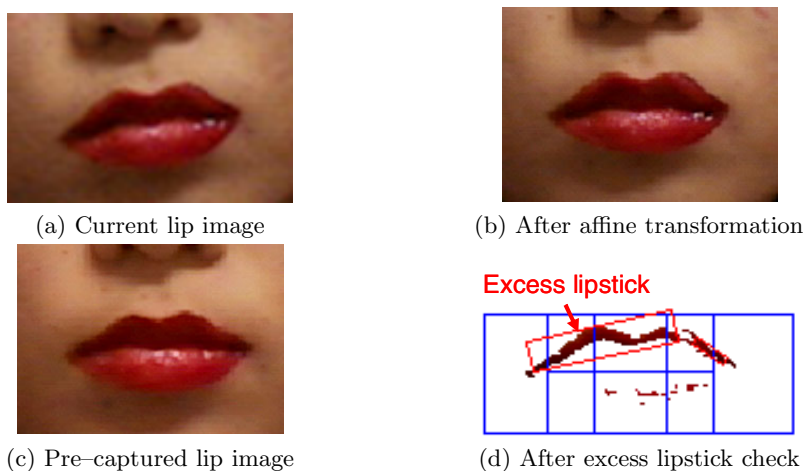 (a) Current lip image
(b) After affine transformation
Excess lipstick
(c) Pre–captured lip image
(d) After excess lipstick check